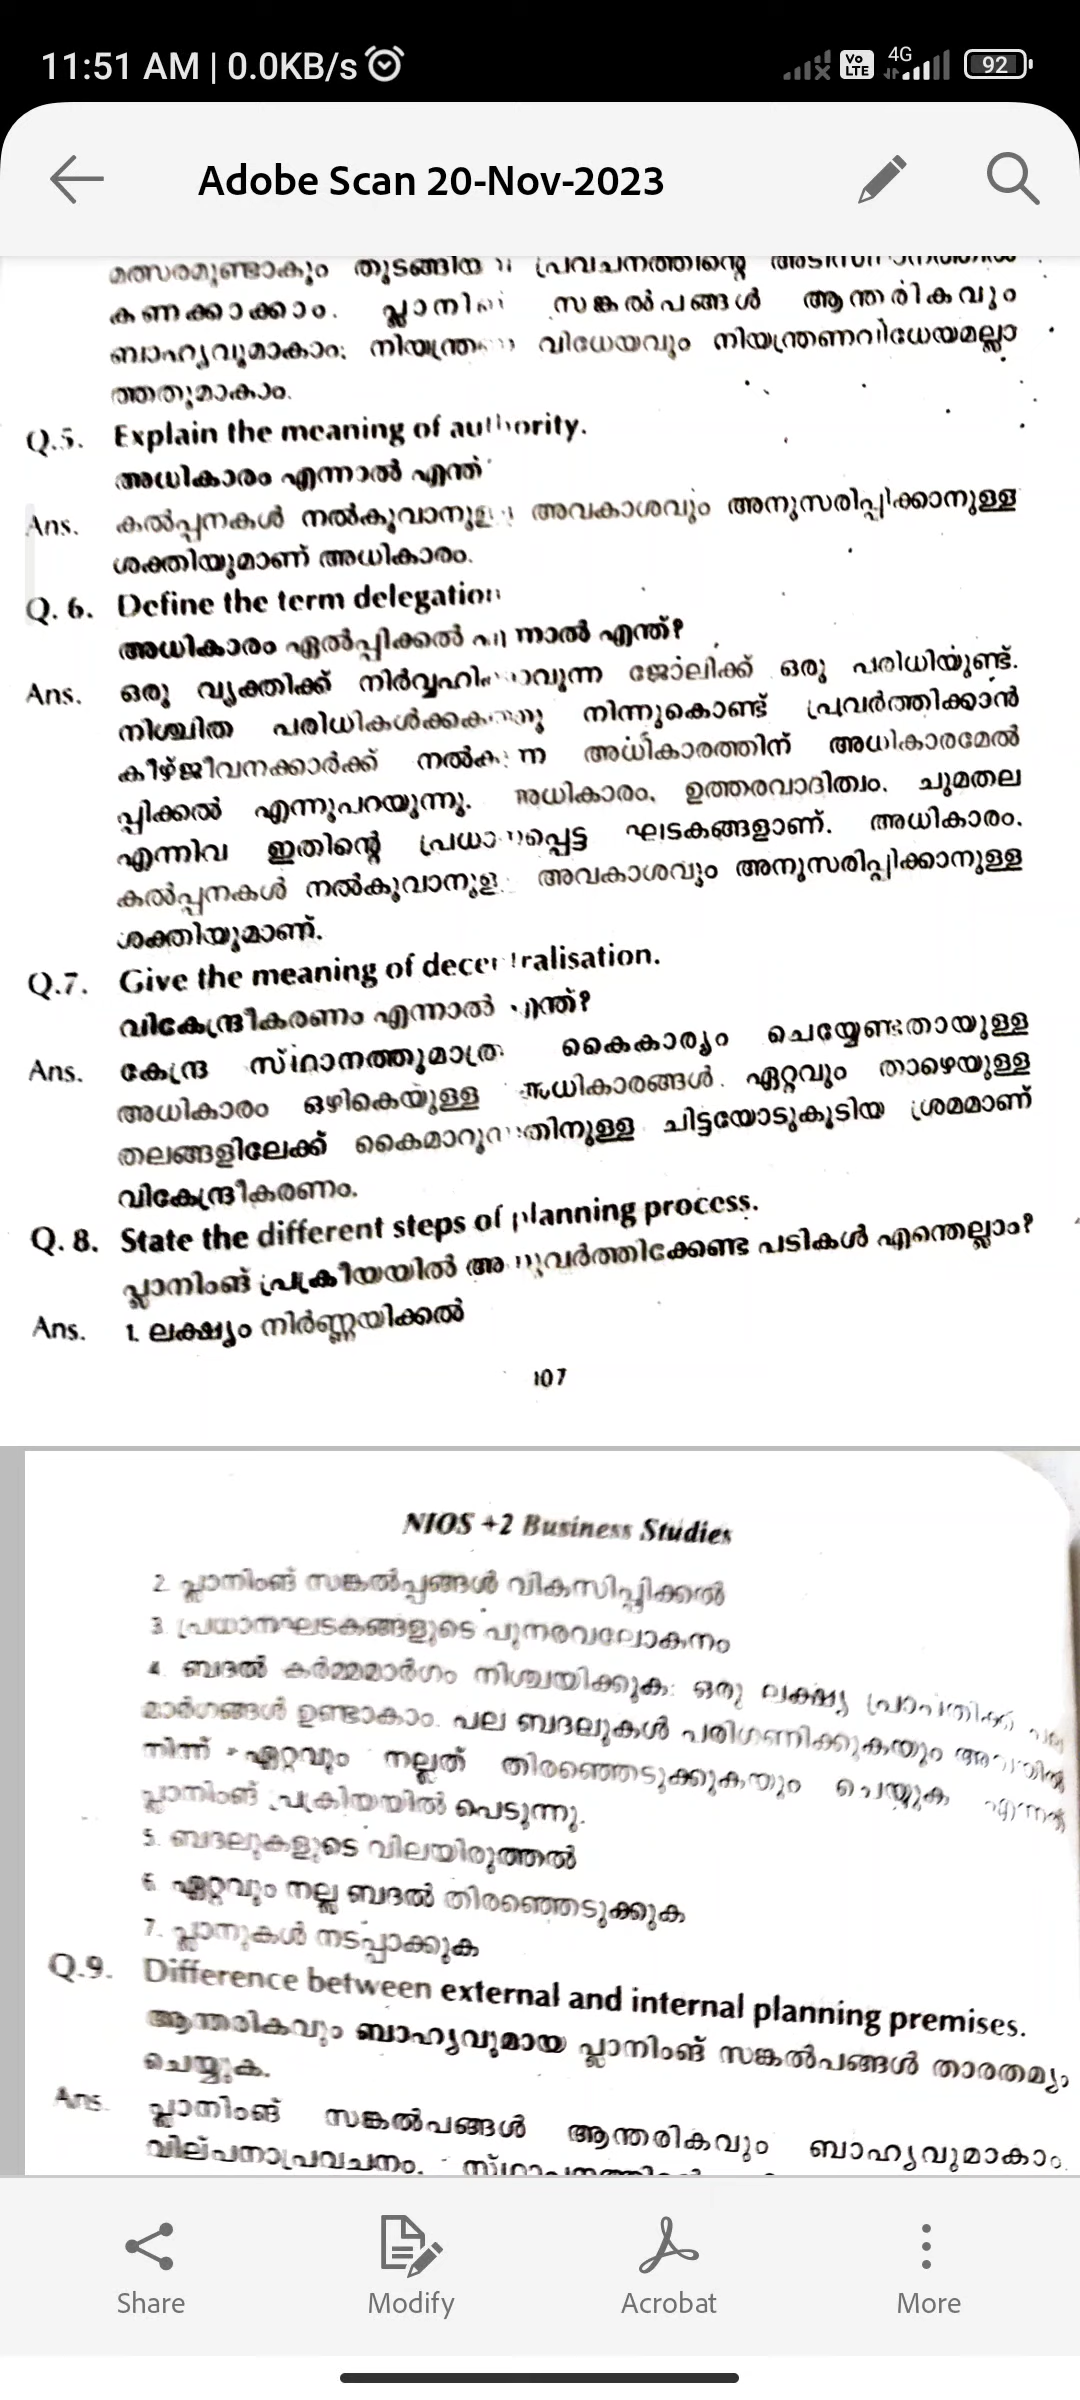 11:51 AM | 0.0KB/s
Vo LTE 4G 92
Adobe Scan 20-Nov-2023
മത്സരമുണ്ടാകും തുടങ്ങിയ പ്രവചനത്തിന്റെ
കണക്കാക്കാം. സങ്കൽപങ്ങൾ ആന്തരികവും
ബാഹ്യവുമാകാം; വിധേയവും നിയന്ത്രണവിധേയമല്ലാ
ത്തതുമാകാം.
Q.5. Explain the meaning of authority.
അധികാരം എന്നാൽ എന്ത്
Ans. കൽപ്പനകൾ നൽകുവാനുള്ള അവകാശവും അനുസരിപ്പിക്കാനുള്ള
ശക്തിയുമാണ് അധികാരം.
Q. 6. Define the term delegation
അധികാരം ഏൽപ്പിക്കൽ എന്നാൽ എന്ത്?
Ans. ഒരു വ്യക്തിക്ക് ജോലിക്ക് ഒരു പരിധിയുണ്ട്.
നിശ്ചിത നിന്നുകൊണ്ട് പ്രവർത്തിക്കാൻ
കീഴ്ജീവനക്കാർക്ക് നൽകുന്ന അധികാരത്തിന് അധികാരമേൽ
പ്പിക്കൽ എന്നുപറയുന്നു. അധികാരം, ഉത്തരവാദിത്വം, ചുമതല
എന്നിവ ഇതിന്റെ പ്രധാനപ്പെട്ട ഘടകങ്ങളാണ്. അധികാരം,
കൽപ്പനകൾ നൽകുവാനുള്ള അവകാശവും അനുസരിപ്പിക്കാനുള്ള
ശക്തിയുമാണ്.
Q.7. Give the meaning of decentralisation.
വികേന്ദ്രീകരണം എന്നാൽ എന്ത്?
Ans. കേന്ദ്ര സ്ഥാനത്തുമാത്രം കൈകാര്യം ചെയ്യേണ്ടതായുള്ള
അധികാരം ഒഴികെയുള്ള അധികാരങ്ങൾ ഏറ്റവും താഴെയുള്ള
തലങ്ങളിലേക്ക് കൈമാറുന്നതിനുള്ള ചിട്ടയോടുകൂടിയ ശ്രമമാണ്
വികേന്ദ്രീകരണം.
Q. 8. State the different steps of planning process.
പ്ലാനിംങ് പ്രക്രീയയിൽ അനുവർത്തിക്കേണ്ട പടികൾ എന്തെല്ലാം?
Ans. 1. ലക്ഷ്യം നിർണ്ണയിക്കൽ
107
NIOS +2 Business Studies
2. പ്ലാനിംങ് സങ്കൽപ്പങ്ങൾ വികസിപ്പിക്കൽ
3. പ്രധാനഘടകങ്ങളുടെ പുനരവലോകനം
4. ബദൽ കർമ്മമാർഗം നിശ്ചയിക്കുക: ഒരു ലക്ഷ്യ
മാർഗങ്ങൾ ഉണ്ടാകാം. പല ബദലുകൾ പരിഗണിക്കുകയും
നിന്ന് ഏറ്റവും നല്ലത് തിരഞ്ഞെടുക്കുകയും ചെയ്യുക
പ്ലാനിംങ് പ്രക്രിയയിൽ പെടുന്നു.
5. ബദലുകളുടെ വിലയിരുത്തൽ
6. ഏറ്റവും നല്ല ബദൽ തിരഞ്ഞെടുക്കുക
7. പ്ലാനുകൾ നടപ്പാക്കുക
Q.9. Difference between external and internal planning premises.
ആന്തരികവും ബാഹ്യവുമായ പ്ലാനിംങ് സങ്കൽപങ്ങൾ താരതമ്യം
ചെയ്യുക.
Ans. പ്ലാനിംങ് സങ്കൽപങ്ങൾ ആന്തരികവും ബാഹ്യവുമാകാം.
വില്പനാപ്രവചനം,
Share Modify Acrobat More